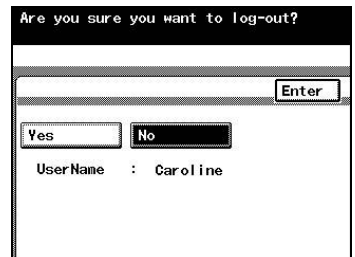 Are you sure you want to log-out?
Enter
Yes No
UserName : Caroline